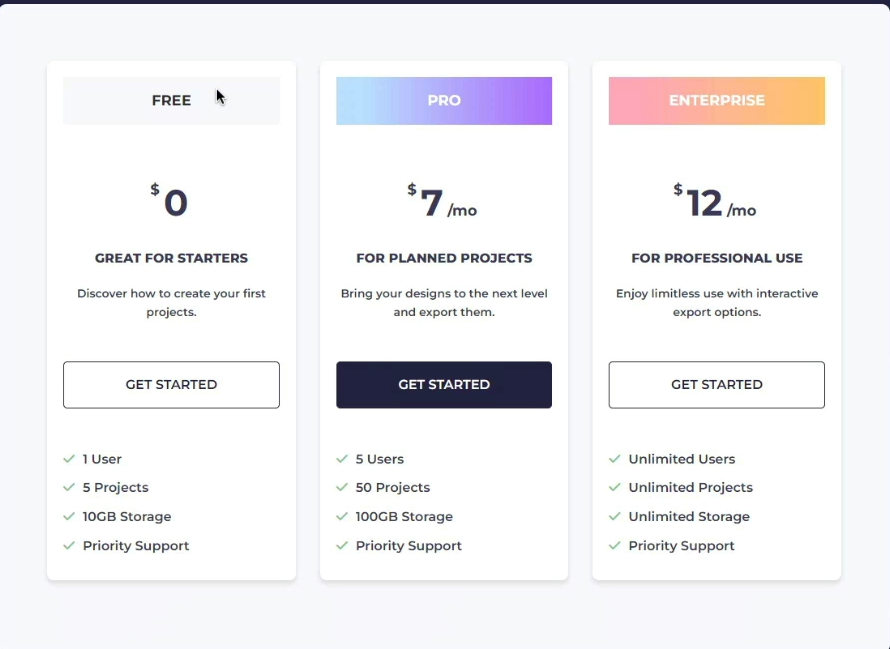 FREE
$0
GREAT FOR STARTERS
Discover how to create your first
projects.
GET STARTED
1 User
5 Projects
10GB Storage
Priority Support
PRO
$7 /mo
FOR PLANNED PROJECTS
Bring your designs to the next level
and export them.
GET STARTED
5 Users
50 Projects
100GB Storage
Priority Support
ENTERPRISE
$12 /mo
FOR PROFESSIONAL USE
Enjoy limitless use with interactive
export options.
GET STARTED
Unlimited Users
Unlimited Projects
Unlimited Storage
Priority Support